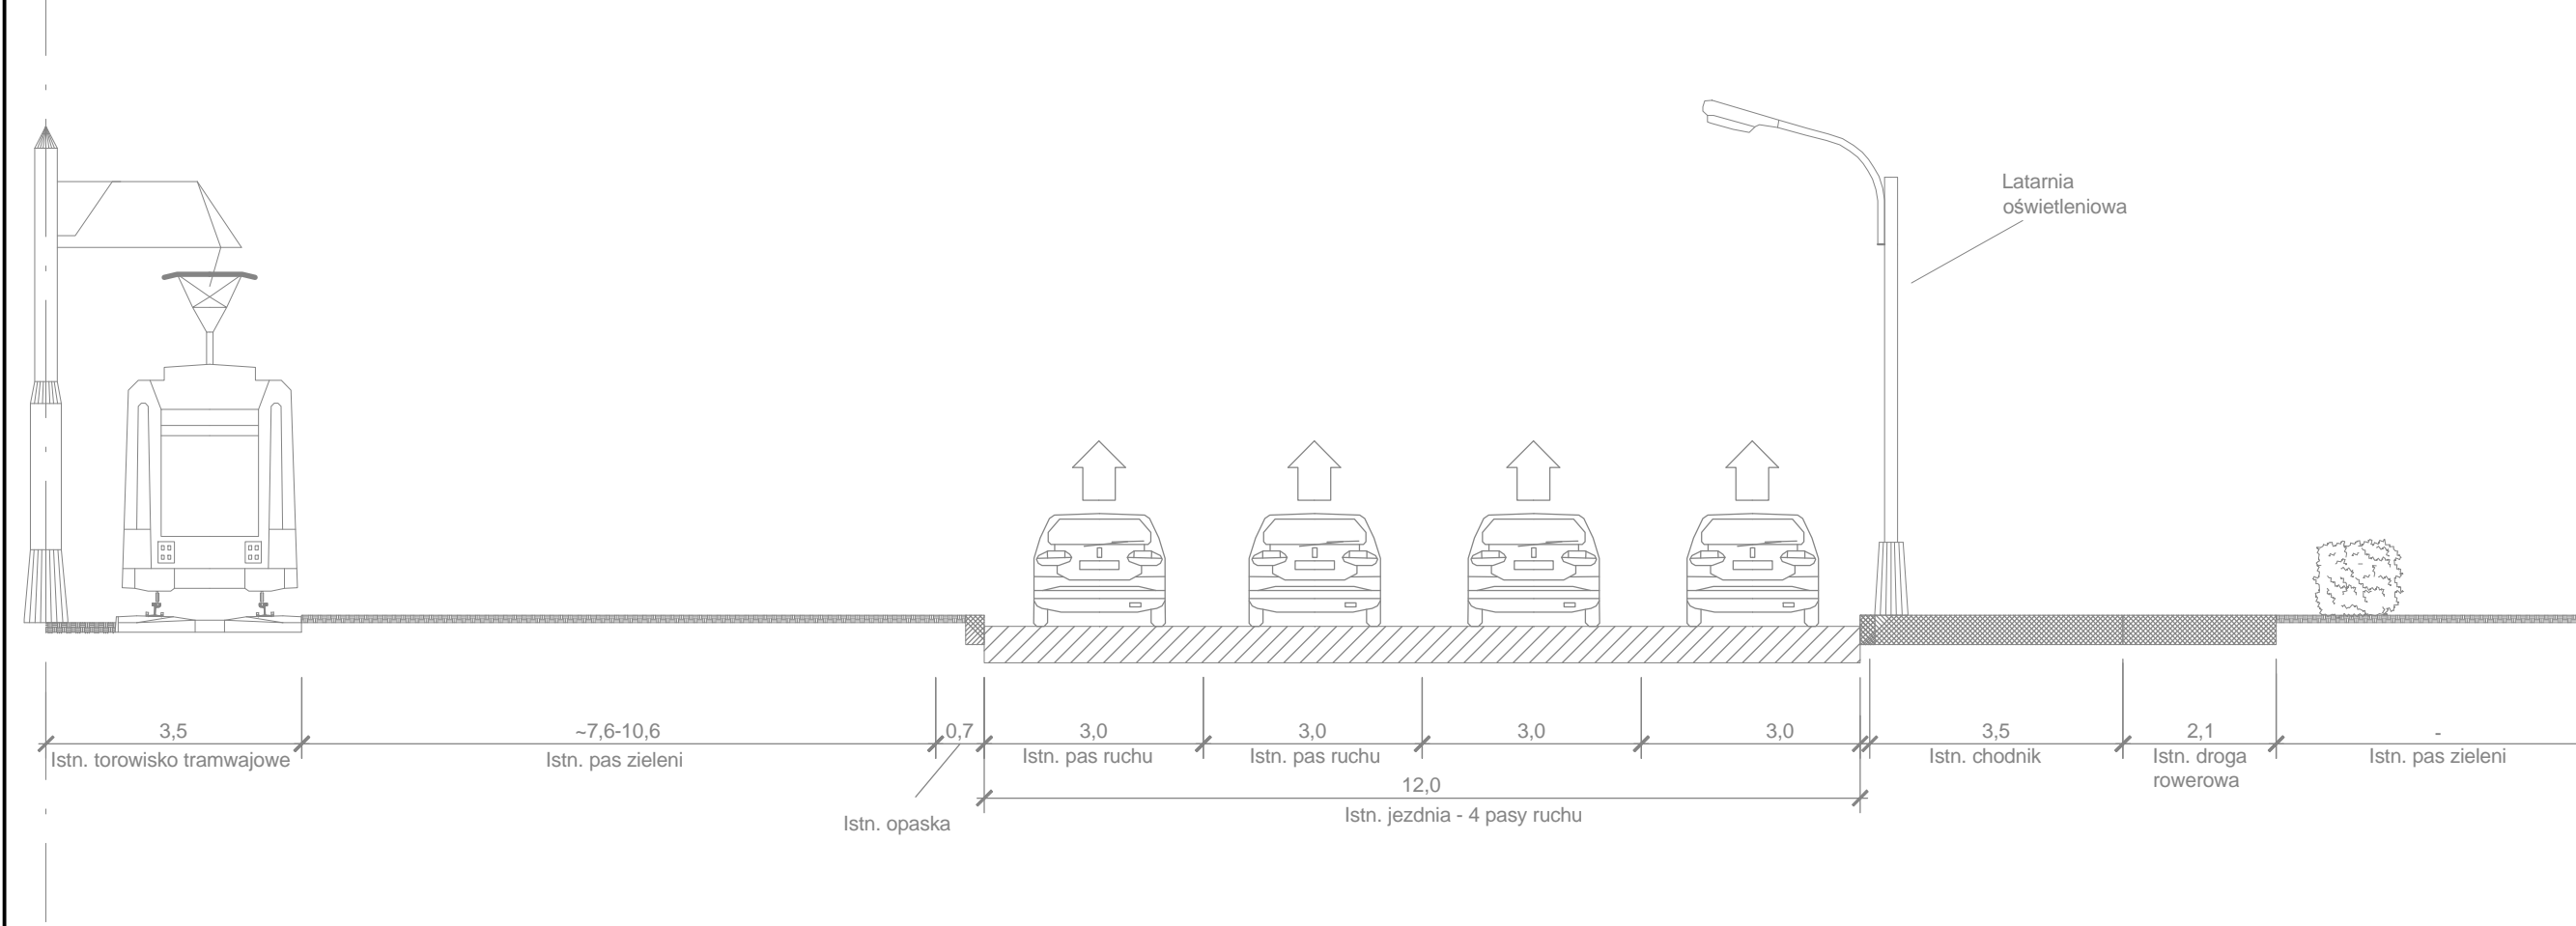 Latarnia
oświetleniowa
3,5
~7,6-10,6
0,7
3,0
3,0
3,0
3,0
3,5
2,1
-
Istn. torowisko tramwajowe
Istn. pas zieleni
Istn. pas ruchu
Istn. pas ruchu
Istn. chodnik
Istn. droga
rowerowa
Istn. pas zieleni
12,0
Istn. opaska
Istn. jezdnia - 4 pasy ruchu